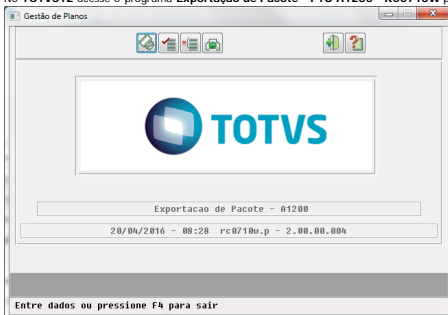 No TOTVS12 acesse o programa Exportação de Pacote - PTU A1200 - RC0710W p
Gestão de Planos
TOTVS
Exportacao de Pacote - A1200
20/04/2016 - 08:28 rc0710w.p - 2.00.00.004
Entre dados ou pressione F4 para sair